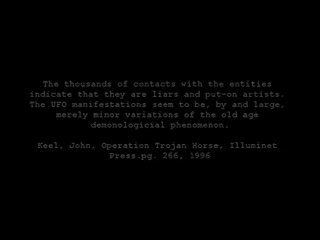 The thousands of contacts with the entities
indicate that they are liars and put-on artists.
The UFO manifestations seem to be, by and large,
merely minor variations of the old age
demonologicial phenomenon.
Keel, John, Operation Trojan Horse, Illuminet
Press.pg. 266, 1996